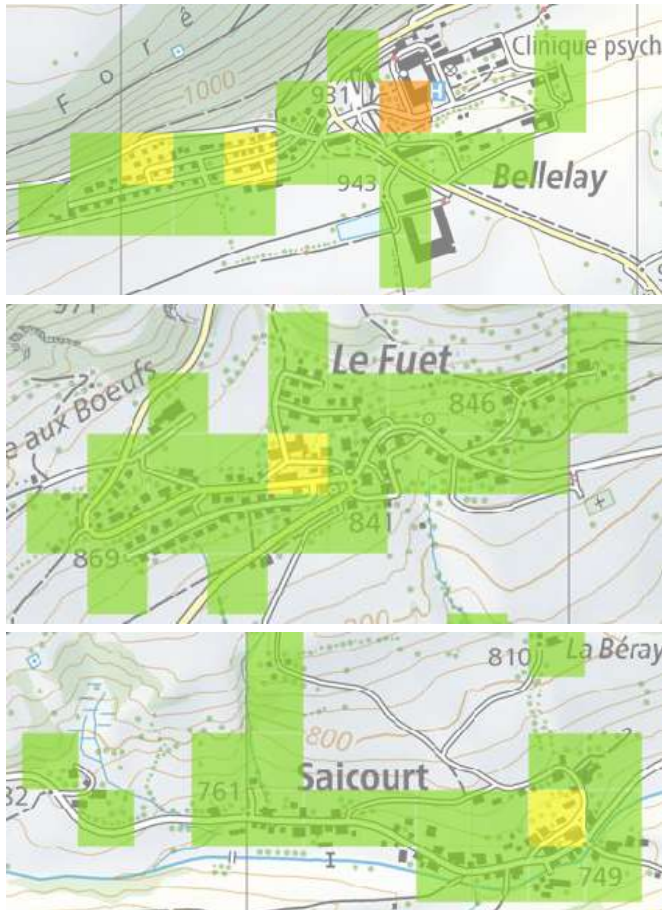 Forê
1000
Clinique psych
931
H
943
Bellelay
971
Le Fuet
e aux Boeufs
846
841
869
810
La Béray
800
Saicourt
32
761
749